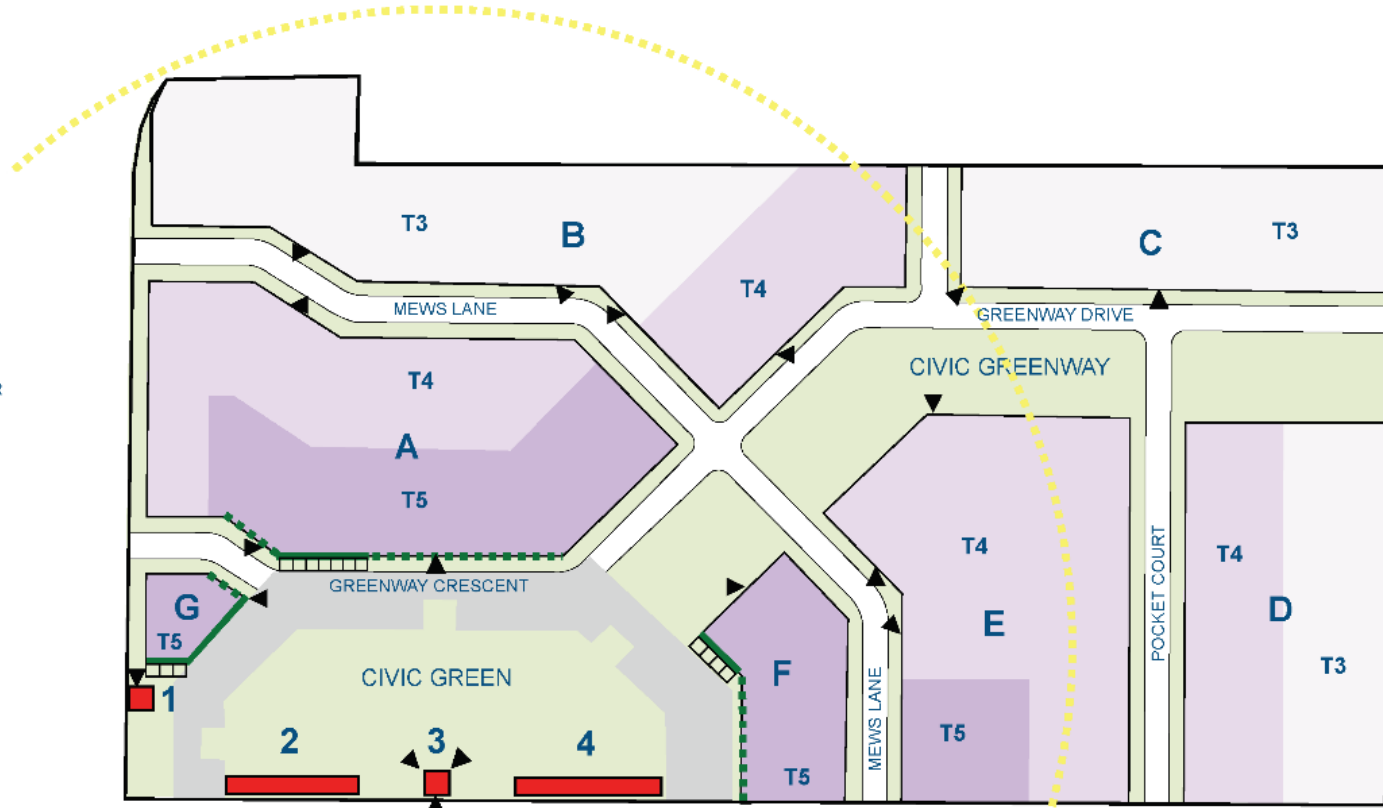 T3
B
C
T3
T4
MEWS LANE
GREENWAY DRIVE
CIVIC GREENWAY
T4
R
A
T5
T4
POCKET COURT
T4
GREENWAY CRESCENT
G
T5
E
D
F
T3
CIVIC GREEN
MEWS LANE
1
2
3
4
T5
T5